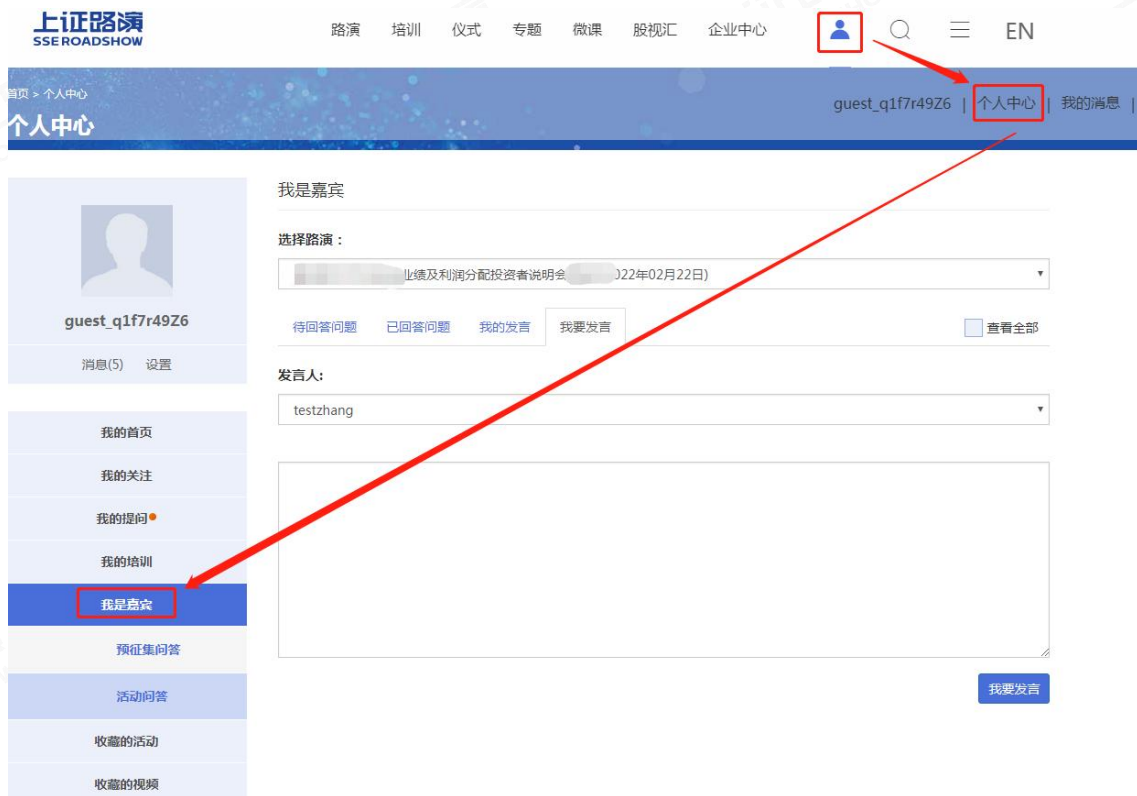 上证路演
SSE ROADSHOW
路演 培训 仪式 专题 微课 股视汇 企业中心 EN
首页 > 个人中心
个人中心
guest_q1f7r49Z6 | 个人中心 | 我的消息 |
我是嘉宾
选择路演：
业绩及利润分配投资者说明会 022年02月22日)
guest_q1f7r49Z6
消息(5) 设置
待回答问题 已回答问题 我的发言 我要发言 查看全部
发言人:
testzhang
我的首页
我的关注
我的提问
我的培训
我是嘉宾
预征集问答
活动问答
收藏的活动
收藏的视频
我要发言